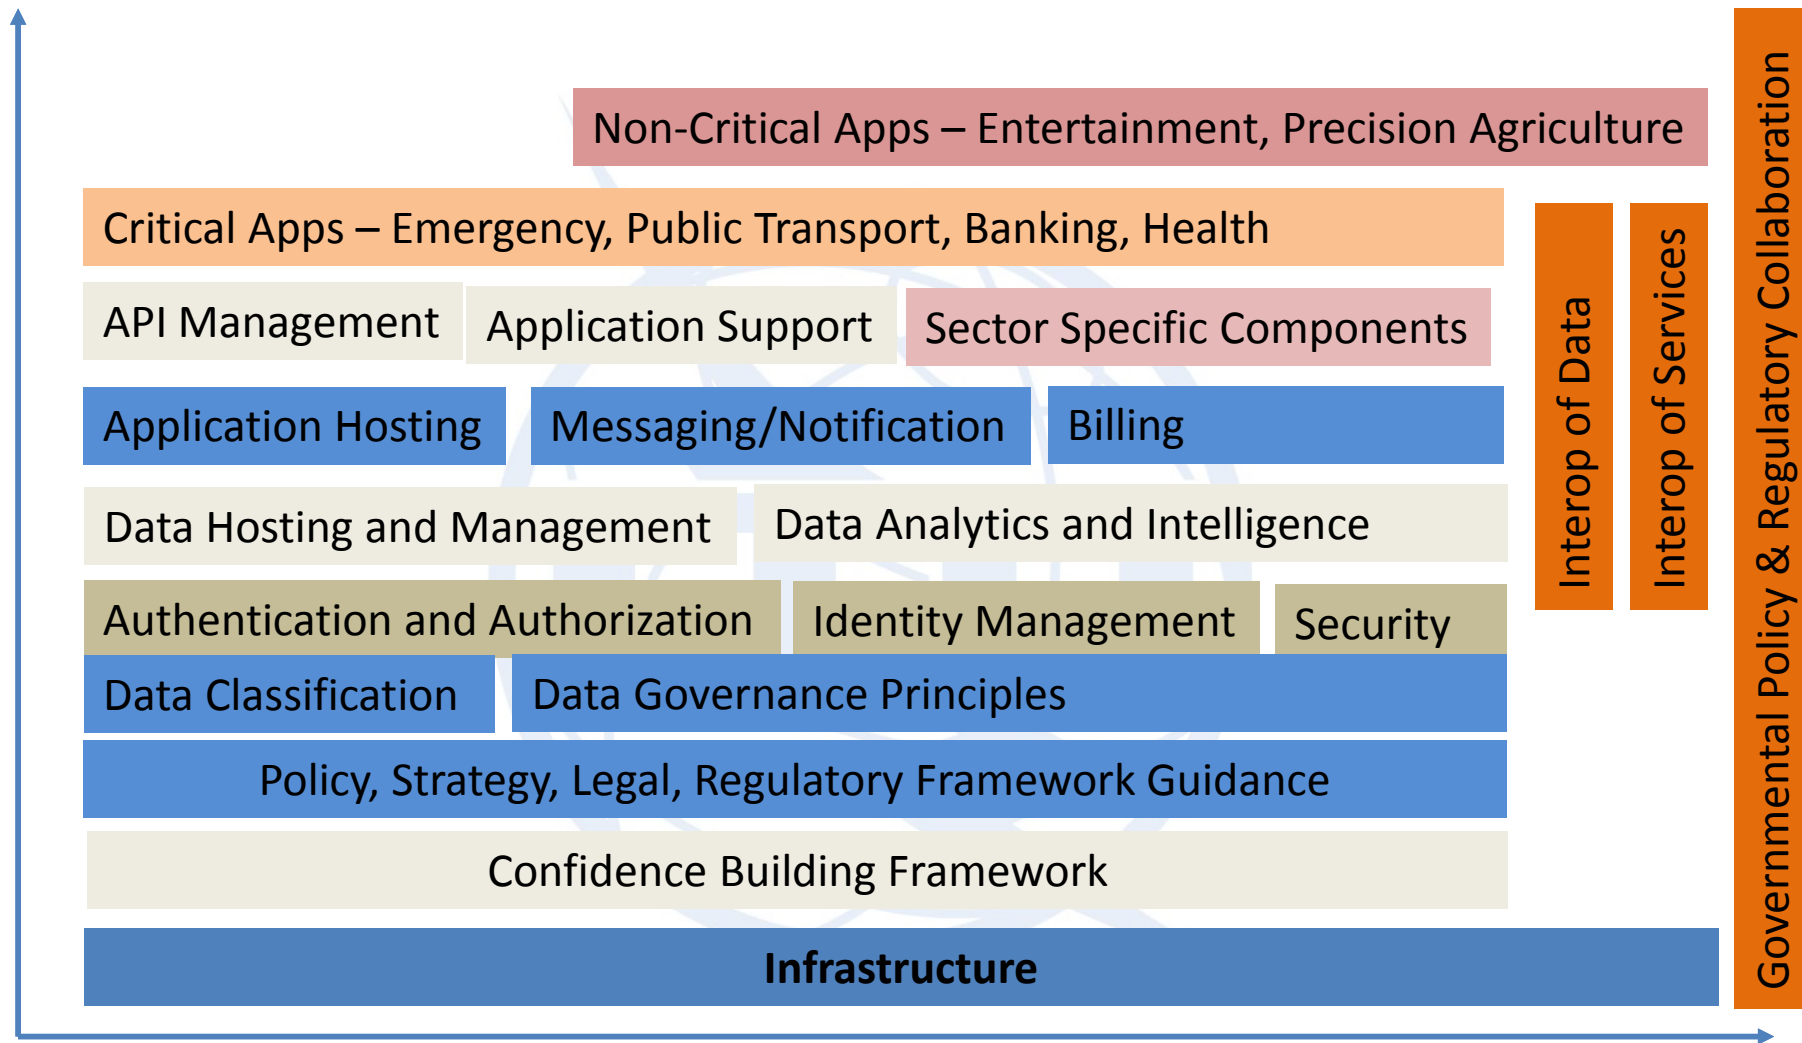 Non-Critical Apps – Entertainment, Precision Agriculture
Critical Apps – Emergency, Public Transport, Banking, Health
API Management
Application Support
Sector Specific Components
Application Hosting
Messaging/Notification
Billing
Data Hosting and Management
Data Analytics and Intelligence
Authentication and Authorization
Identity Management
Security
Data Classification
Data Governance Principles
Policy, Strategy, Legal, Regulatory Framework Guidance
Confidence Building Framework
Infrastructure
Interop of Data
Interop of Services
Governmental Policy & Regulatory Collaboration